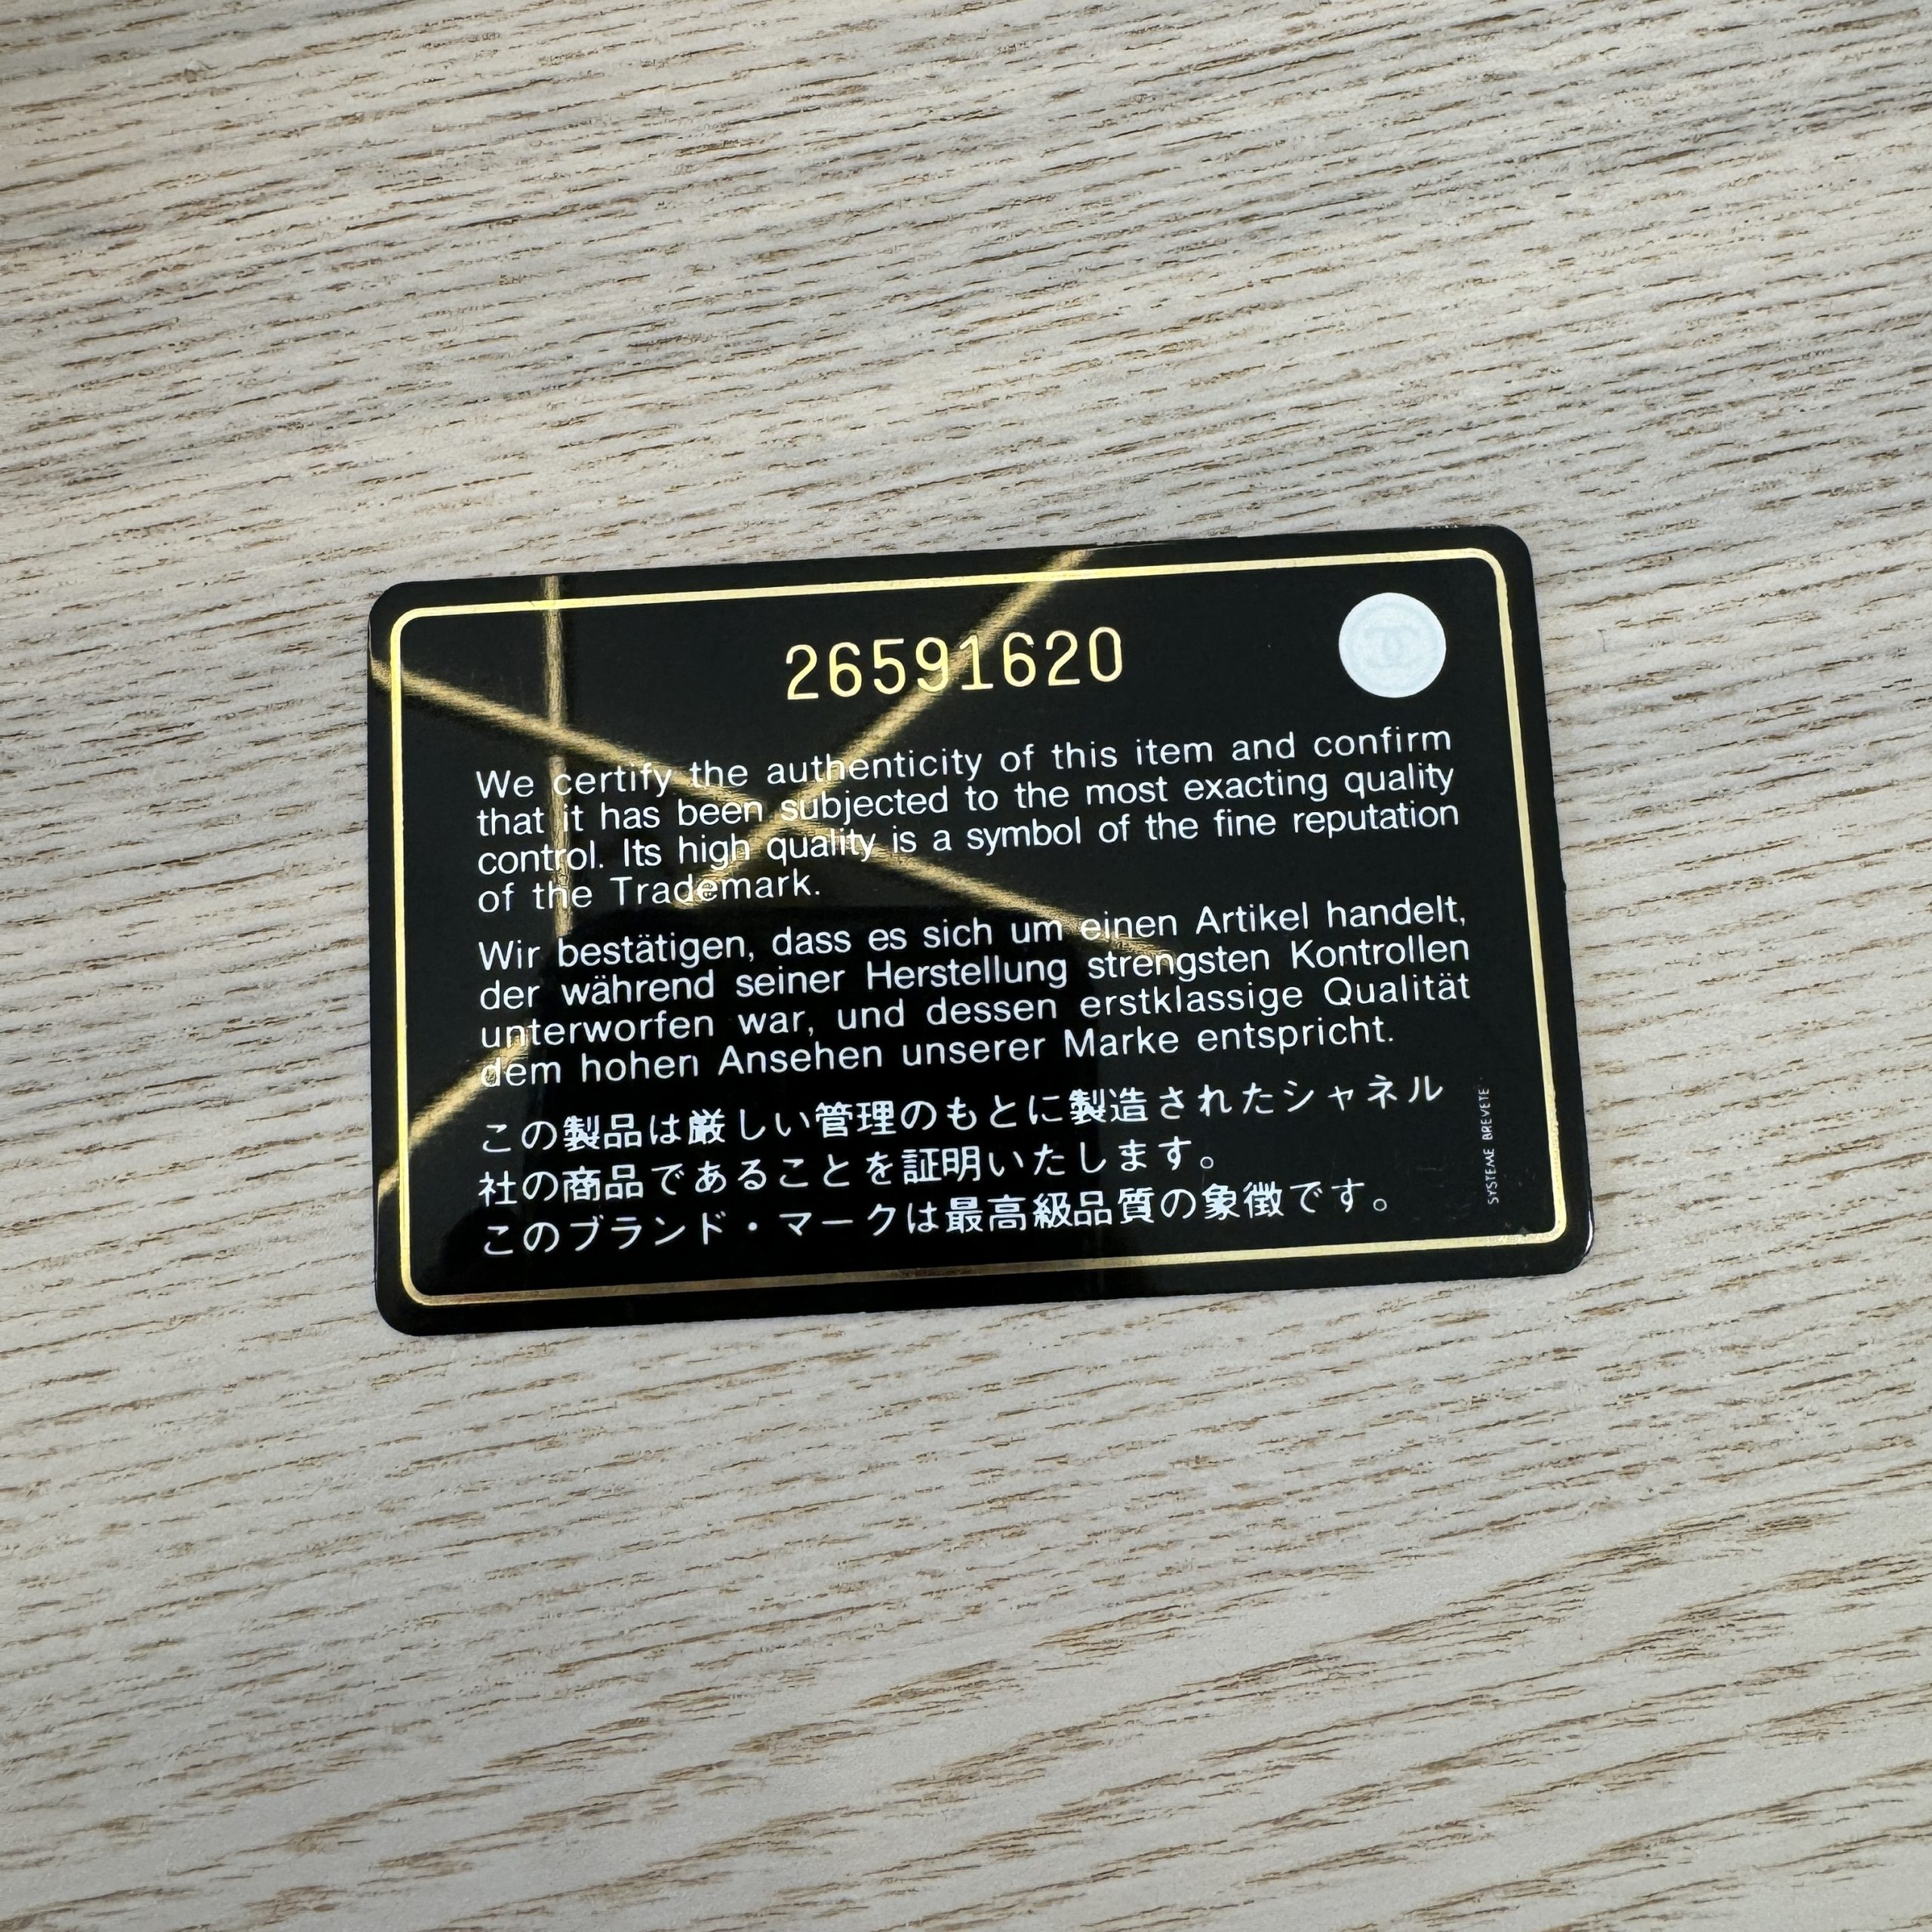 26591620
We certify the authenticity of this item and confirm
that it has been subjected to the most exacting quality
control. Its high quality is a symbol of the fine reputation
of the Trademark.
Wir bestätigen, dass es sich um einen Artikel handelt,
der während seiner Herstellung strengsten Kontrollen
unterworfen war, und dessen erstklassige Qualität
dem hohen Ansehen unserer Marke entspricht.
この製品は厳しい管理のもとに製造されたシャネル
社の商品であることを証明いたします。
このブランド・マークは最高級品質の象徴です。
SYSTEME BREVETE